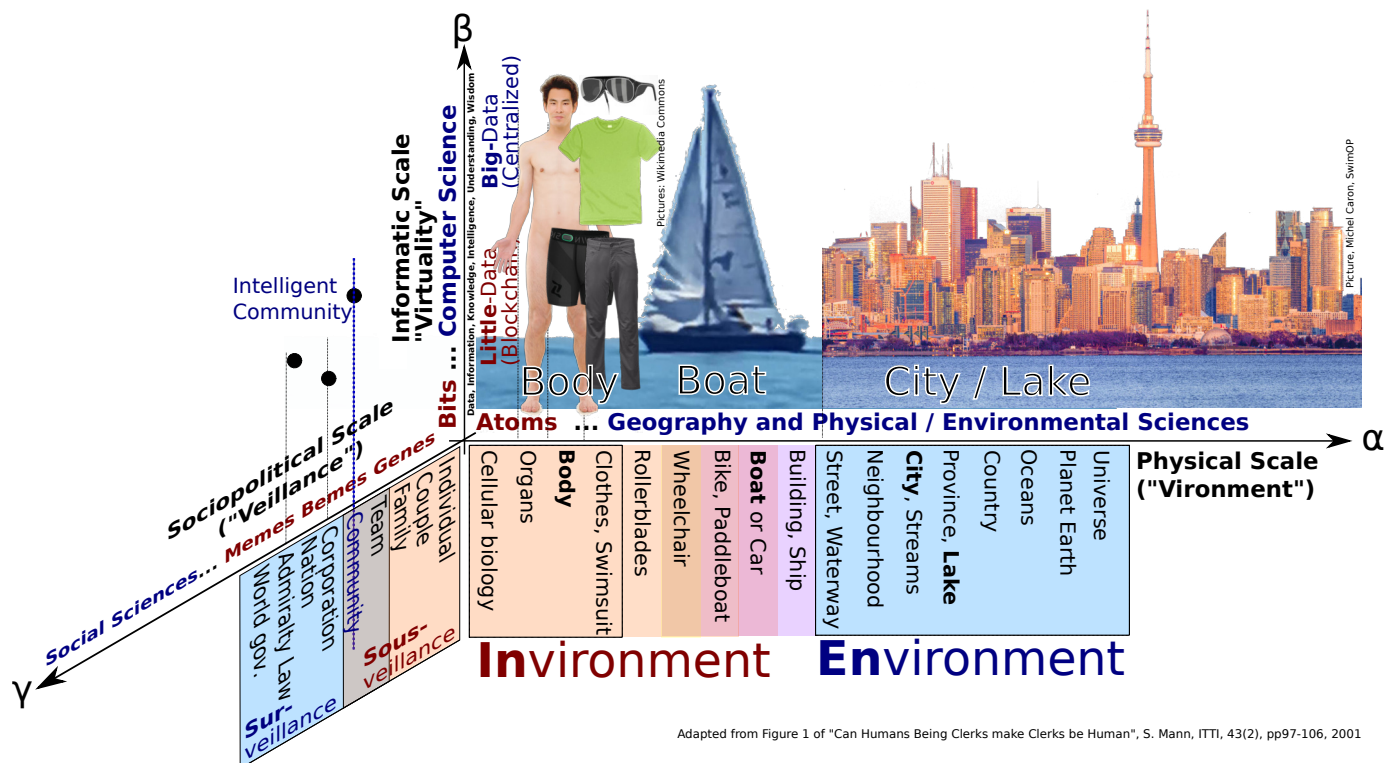 β
Informatic Scale
"Virtuality"
Bits ... Computer Science
Data, Information, Knowledge, Intelligence, Understanding, Wisdom
Big-Data
(Centralized)
Little-Data
(Blockchain,
Pictures: Wikimedia Commons
Picture, Michel Caron, SwimOP
Intelligent
Community
Body
Boat
City / Lake
Atoms ... Geography and Physical / Environmental Sciences
α
Physical Scale
("Vironment")
Sociopolitical Scale
("Veillance")
Social Sciences... Memes Bemes Genes
γ
Individual
Couple
Family
Team
Community
Corporation
Nation
Admiralty Law
World gov.
Sous-
veillance
Sur-
veillance
Cellular biology
Organs
Body
Clothes, Swimsuit
Rollerblades
Wheelchair
Bike, Paddleboat
Boat or Car
Building, Ship
Street, Waterway
Neighbourhood
City, Streams
Province, Lake
Country
Oceans
Planet Earth
Universe
Invironment
Environment
Adapted from Figure 1 of "Can Humans Being Clerks make Clerks be Human", S. Mann, ITTI, 43(2), pp97-106, 2001